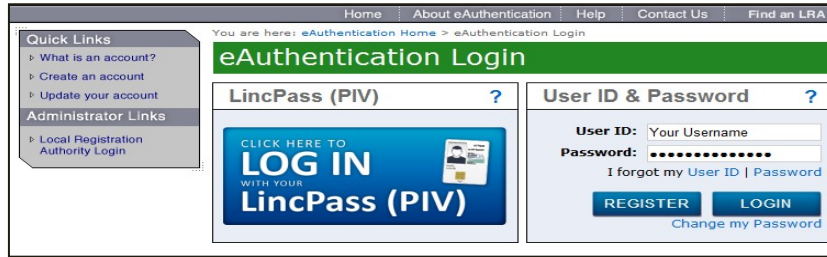 Home About eAuthentication Help Contact Us Find an LRA
Quick Links
What is an account?
Create an account
Update your account
Administrator Links
Local Registration
Authority Login
You are here: eAuthentication Home > eAuthentication Login
eAuthentication Login
LincPass (PIV) ?
CLICK HERE TO
LOG IN
WITH YOUR
LincPass (PIV)
User ID & Password ?
User ID: Your Username
Password: ••••••••••••••
I forgot my User ID | Password
REGISTER LOGIN
Change my Password